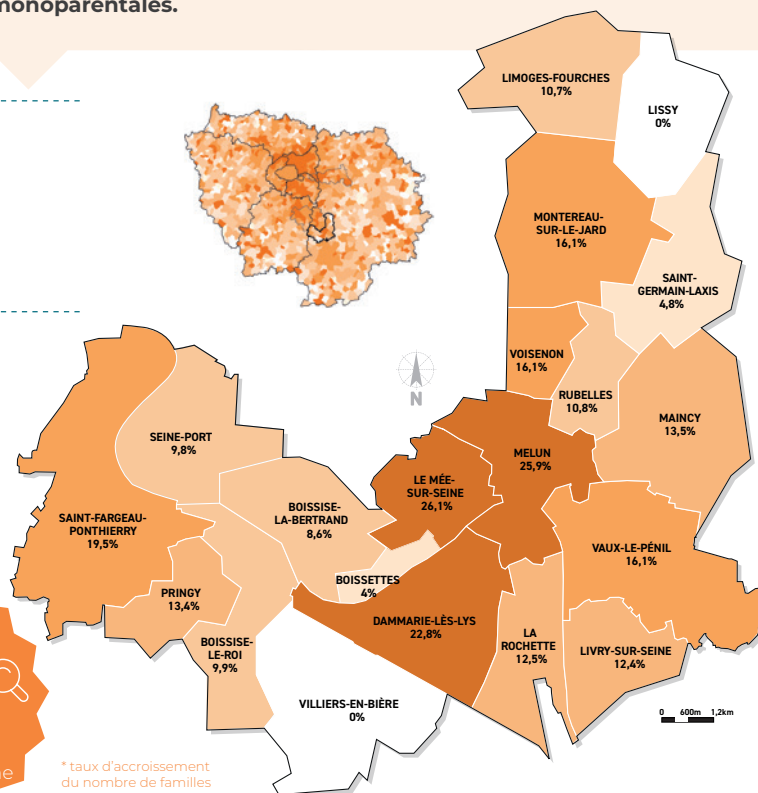 monoparentales.
LIMOGES-FOURCHES
10,7%
LISSY
0%
MONTEREAU-
SUR-LE-JARD
16,1%
SAINT-
GERMAIN-LAXIS
4,8%
VOISENON
16,1%
RUBELLES
10,8%
MAINCY
13,5%
N
SEINE-PORT
9,8%
MELUN
25,9%
LE MÉE-
SUR-SEINE
26,1%
BOISSISE-
LA-BERTRAND
8,6%
SAINT-FARGEAU-
PONTHIERRY
19,5%
VAUX-LE-PÉNIL
16,1%
BOISSETTES
4%
PRINGY
13,4%
DAMMARIE-LÈS-LYS
22,8%
BOISSISE-
LE-ROI
9,9%
LA
ROCHETTE
12,5%
LIVRY-SUR-SEINE
12,4%
VILLIERS-EN-BIÈRE
0%
0 600m 1,2km
* taux d'accroissement
du nombre de familles